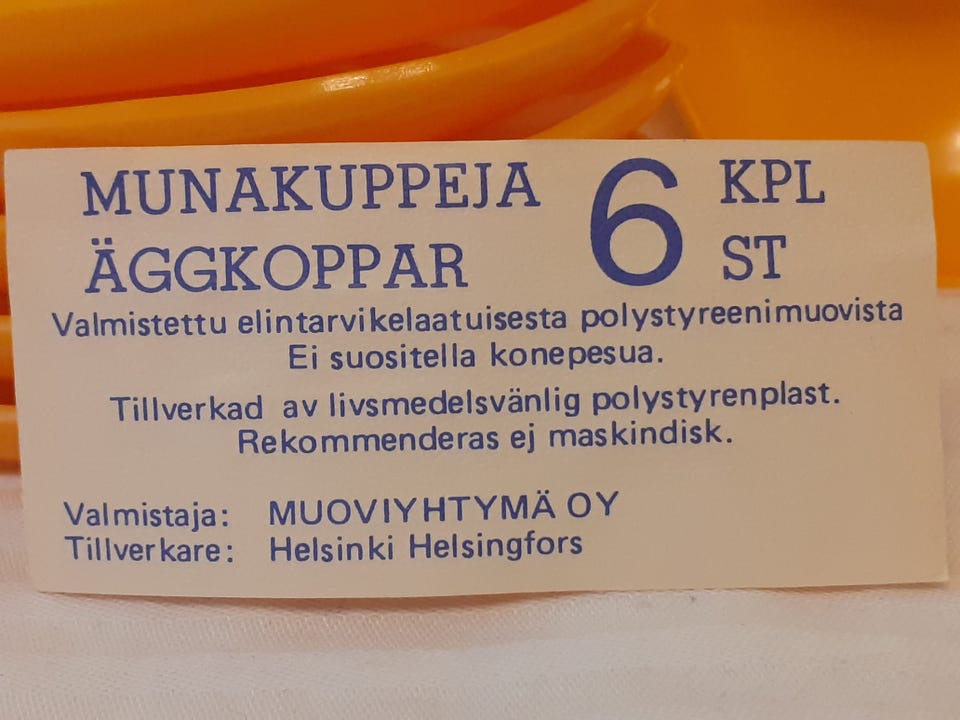 MUNAKUPPEJA 6 KPL
ÄGGKOPPAR ST
Valmistettu elintarvikelaatuisesta polystyreenimuovista
Ei suositella konepesua.
Tillverkad av livsmedelsvänlig polystyrenplast.
Rekommenderas ej maskindisk.
Valmistaja: MUOVIYHTYMÄ OY
Tillverkare: Helsinki Helsingfors